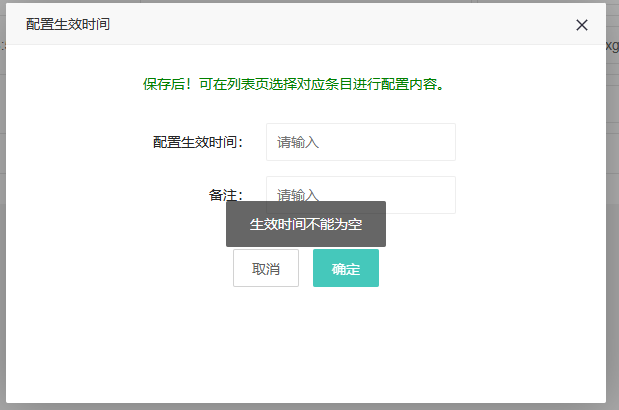 配置生效时间
保存后！可在列表页选择对应条目进行配置内容。
xg
配置生效时间：
请输入
备注：
请输入
生效时间不能为空
取消
确定